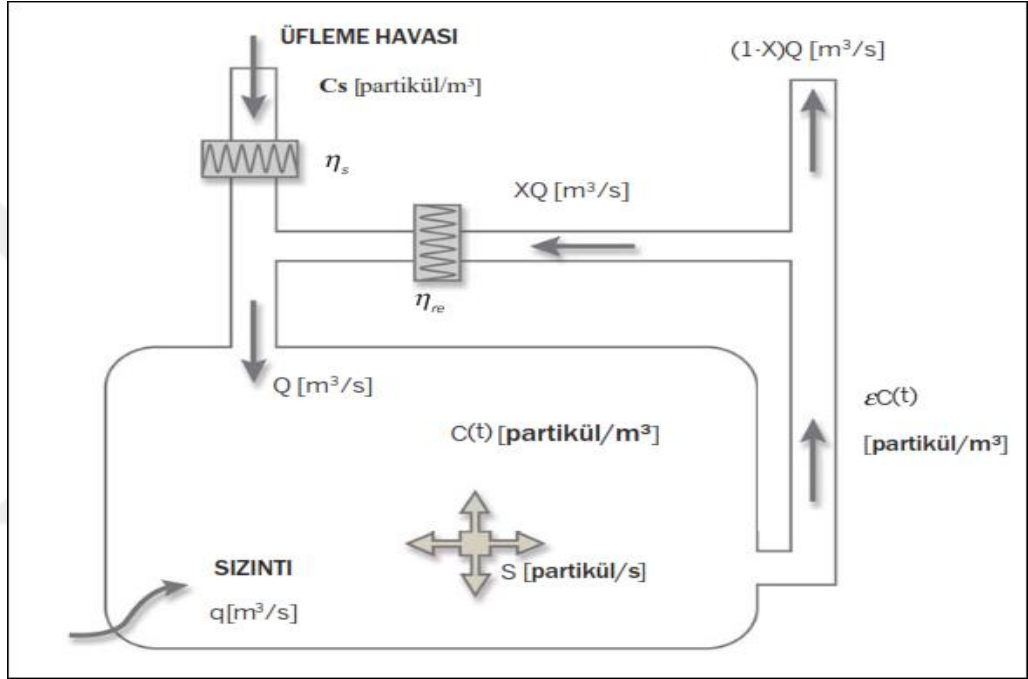 ÜFLEME HAVASI
Cs [partikül/m³]
(1-X)Q [m³/s]
ηs
XQ [m³/s]
ηre
Q [m³/s]
εC(t)
[partikül/m³]
C(t) [partikül/m³]
S [partikül/s]
SIZINTI
q[m³/s]